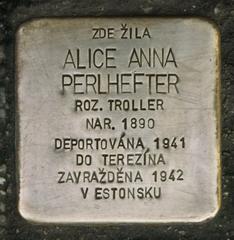 ZDE ŽILA
ALICE ANNA
PERLHEFTER
ROZ. TROLLER
NAR. 1890
DEPORTOVÁNA 1941
DO TEREZÍNA
ZAVRAŽDĚNA 1942
V ESTONSKU